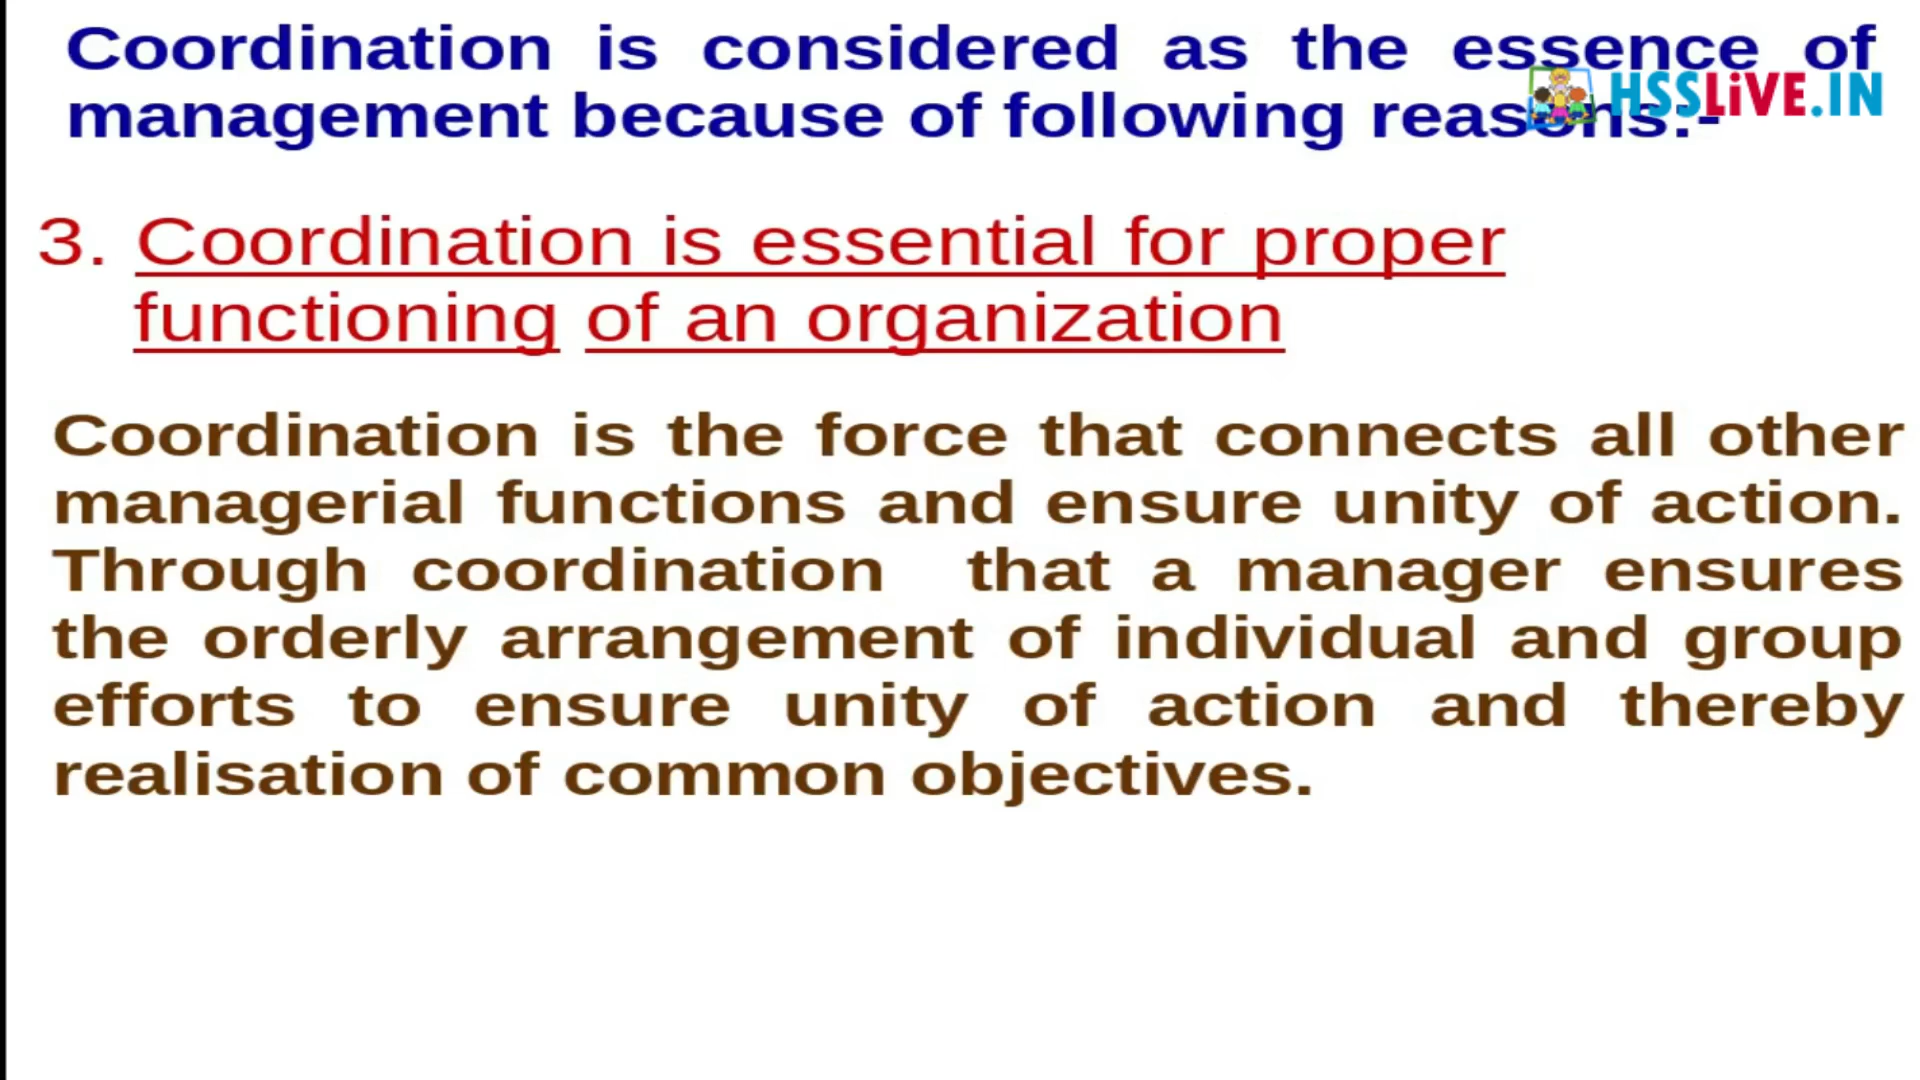 Coordination is considered as the essence of
management because of following reasons:-
HSSLiVE.IN
3. Coordination is essential for proper
functioning of an organization
Coordination is the force that connects all other
managerial functions and ensure unity of action.
Through coordination that a manager ensures
the orderly arrangement of individual and group
efforts to ensure unity of action and thereby
realisation of common objectives.